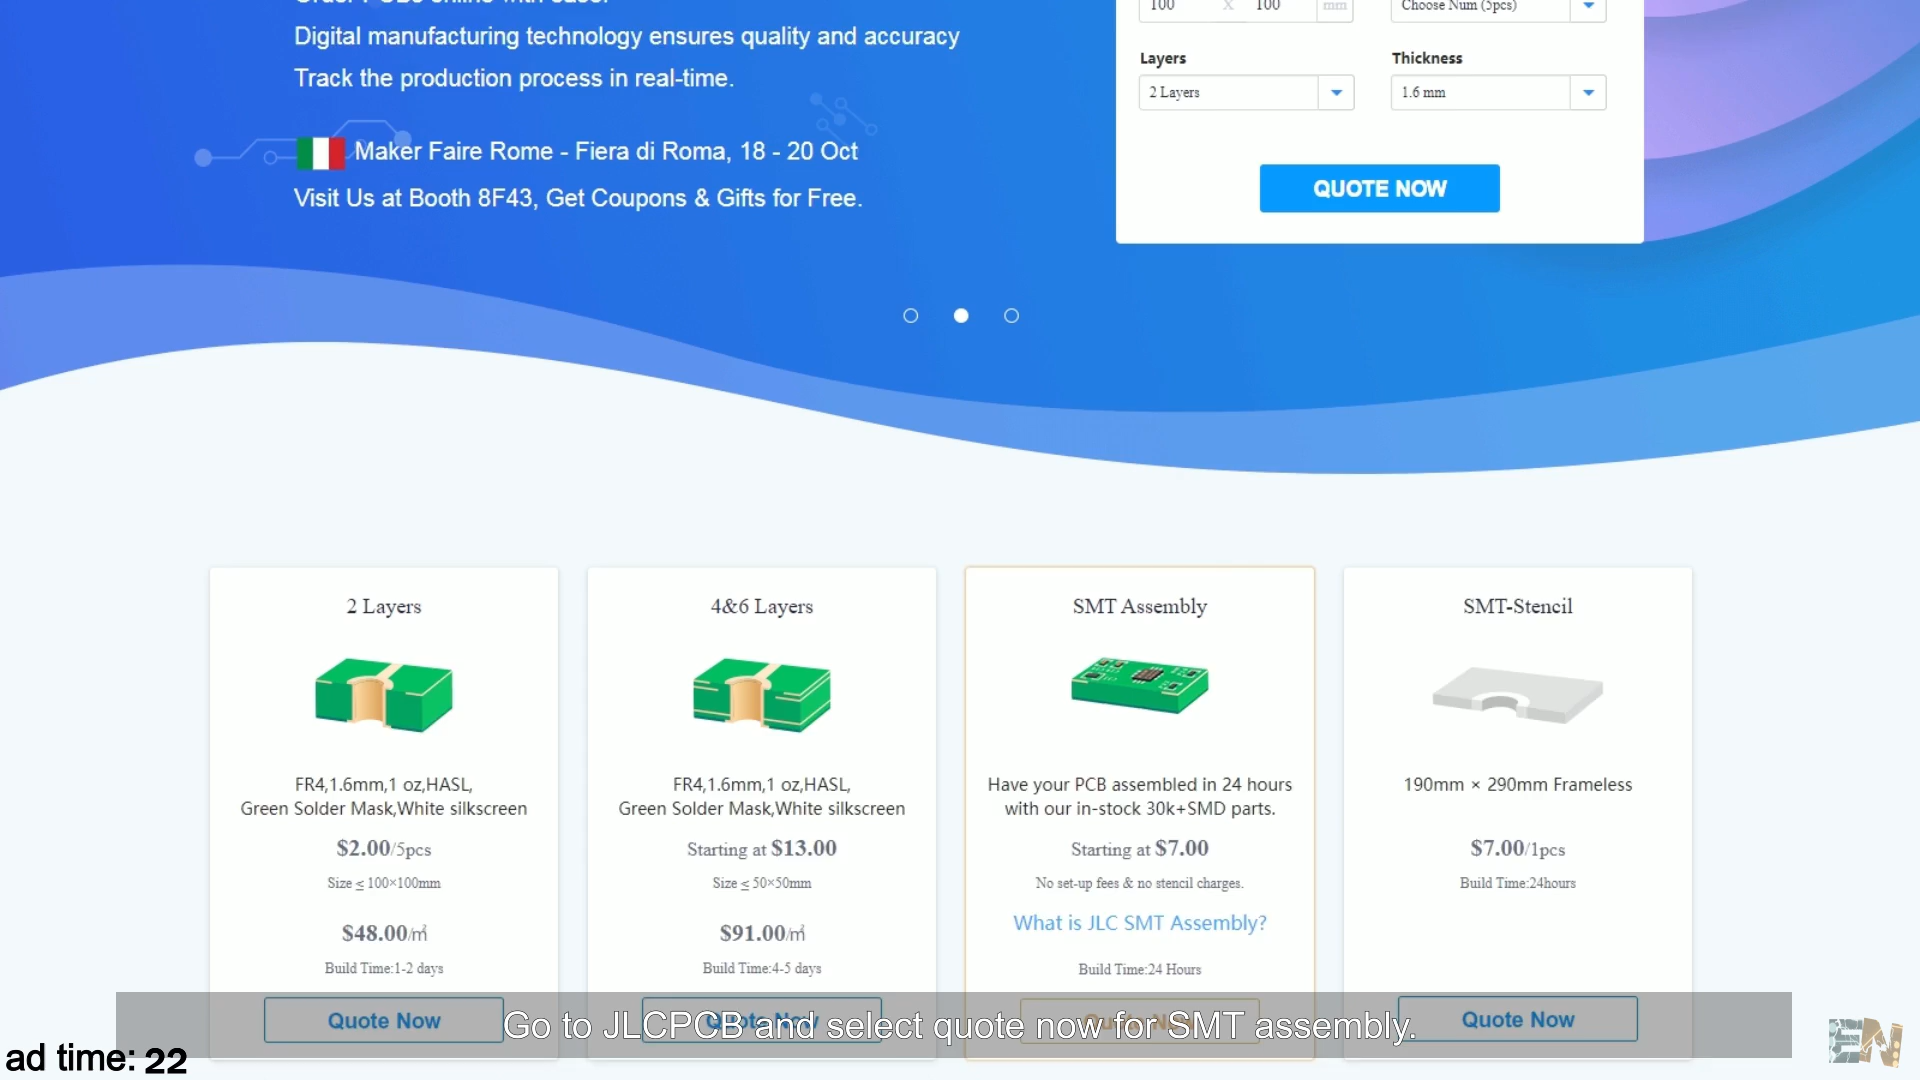 Digital manufacturing technology ensures quality and accuracy
Track the production process in real-time.
Maker Faire Rome - Fiera di Roma, 18 - 20 Oct
Visit Us at Booth 8F43, Get Coupons & Gifts for Free.
100 X 100 mm
Choose Num (5pcs)
Layers
Thickness
2 Layers
1.6 mm
QUOTE NOW
2 Layers
FR4,1.6mm,1 oz,HASL,
Green Solder Mask,White silkscreen
$2.00/5pcs
Size ≤ 100×100mm
$48.00/㎡
Build Time:1-2 days
Quote Now
4&6 Layers
FR4,1.6mm,1 oz,HASL,
Green Solder Mask,White silkscreen
Starting at $13.00
Size ≤ 50×50mm
$91.00/㎡
Build Time:4-5 days
Quote Now
SMT Assembly
Have your PCB assembled in 24 hours
with our in-stock 30k+SMD parts.
Starting at $7.00
No set-up fees & no stencil charges.
What is JLC SMT Assembly?
Build Time:24 Hours
Quote Now
SMT-Stencil
190mm × 290mm Frameless
$7.00/1pcs
Build Time:24hours
Quote Now
Go to JLCPCB and select quote now for SMT assembly.
ad time: 22
EN